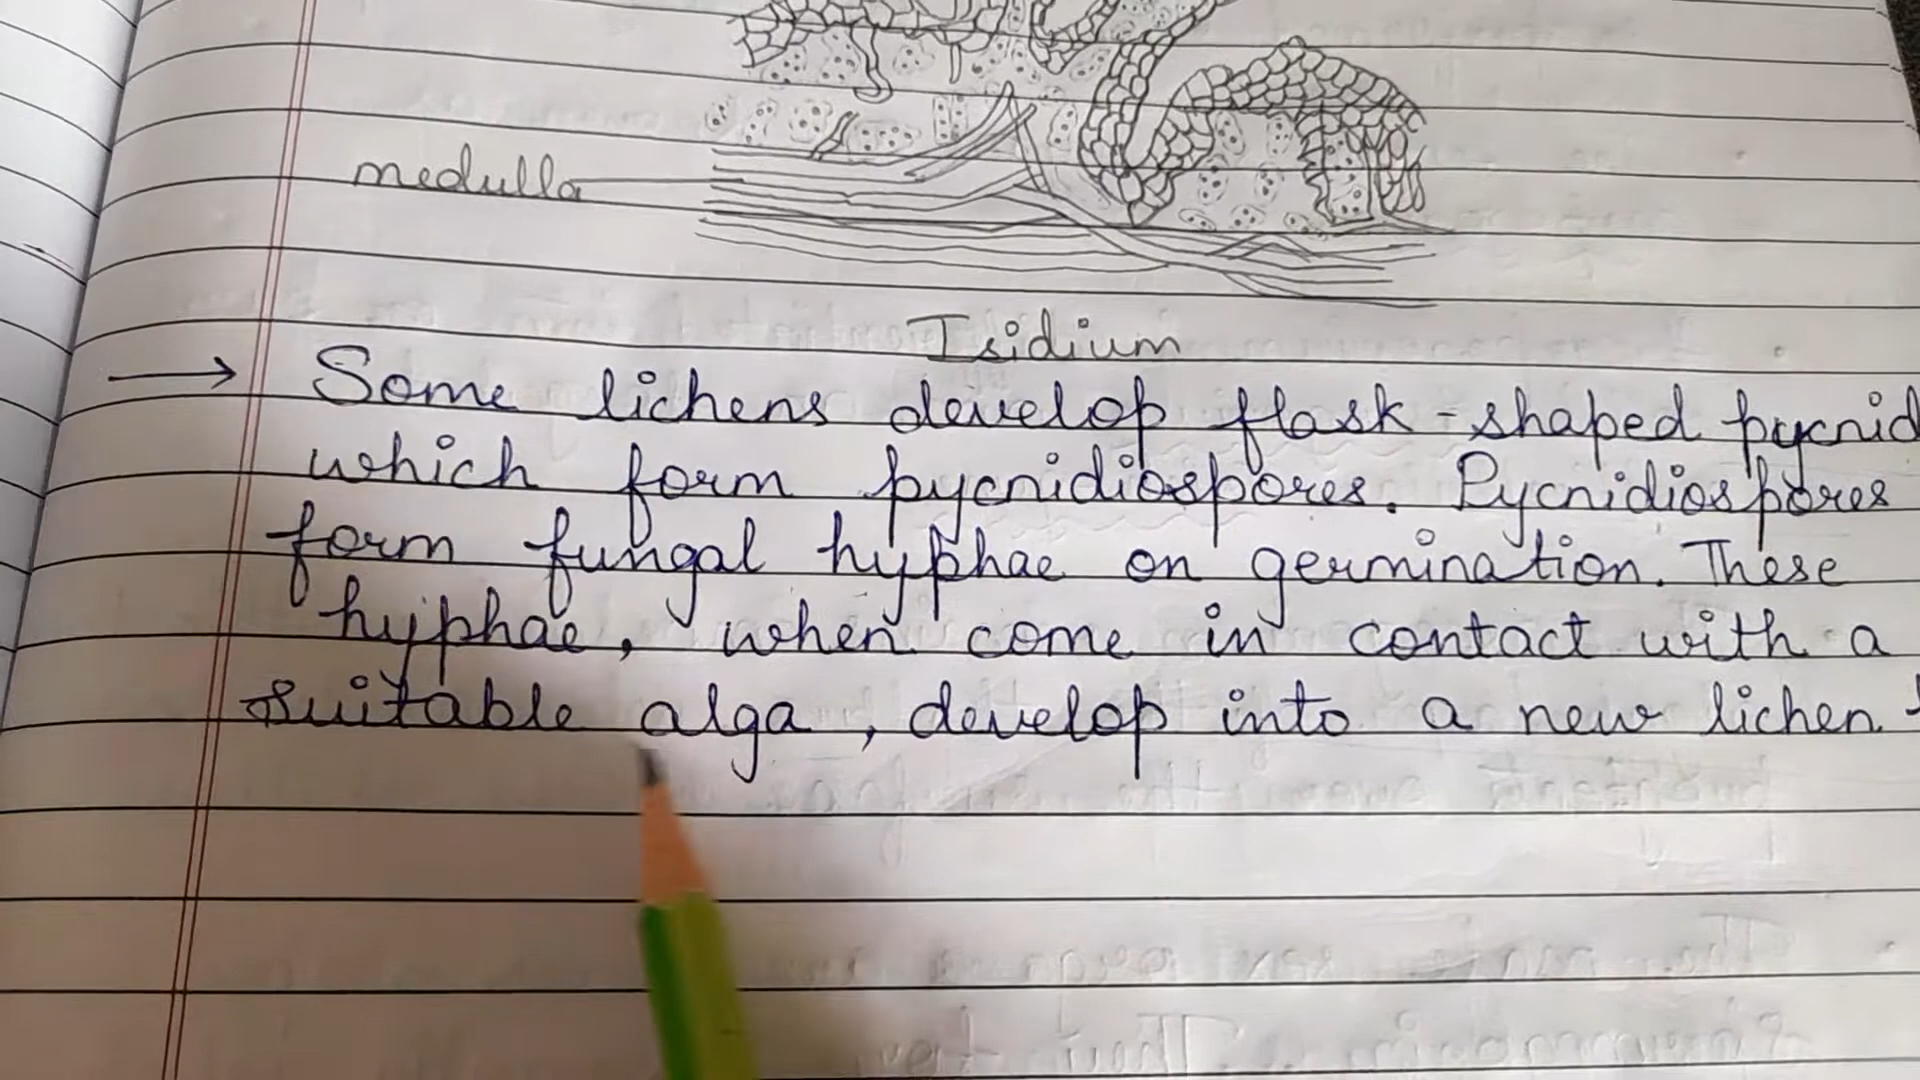 medulla
Isidium
→ Some lichens develop flask-shaped pycnid
which form pycnidiospores. Pycnidiospores
form fungal hyphae on germination. These
hyphae, when come in contact with a
suitable alga, develop into a new lichen